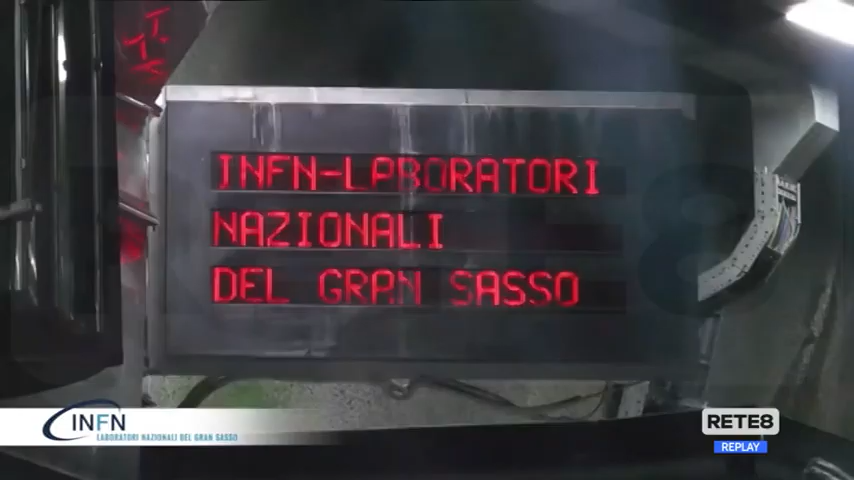 INFN-LABORATORI
NAZIONALI
DEL GRAN SASSO
INFN
LABORATORI NAZIONALI DEL GRAN SASSO
RETE8
REPLAY